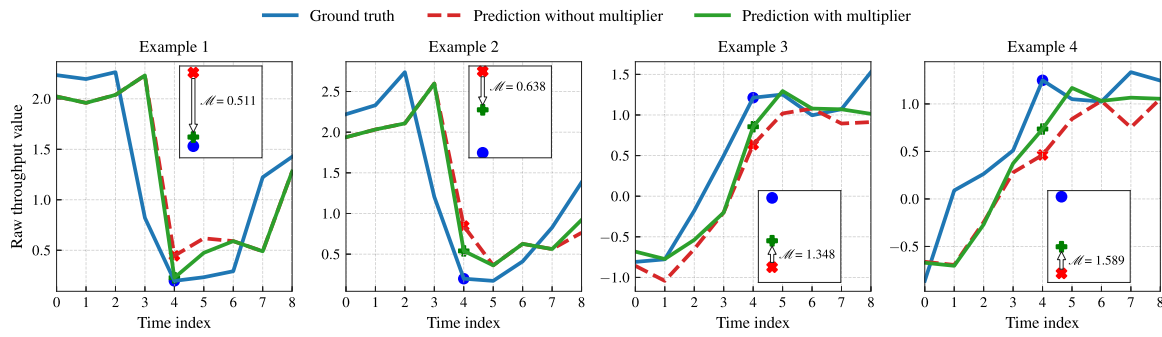 Ground truth   Prediction without multiplier   Prediction with multiplier
Example 1   Example 2   Example 3   Example 4
Raw throughput value
2.0
1.5
1.0
0.5
0 1 2 3 4 5 6 7 8
Time index
ℳ = 0.511
2.5
2.0
1.5
1.0
0.5
0 1 2 3 4 5 6 7 8
Time index
ℳ = 0.638
1.5
1.0
0.5
0.0
−0.5
−1.0
0 1 2 3 4 5 6 7 8
Time index
ℳ = 1.348
1.0
0.5
0.0
−0.5
0 1 2 3 4 5 6 7 8
Time index
ℳ = 1.589